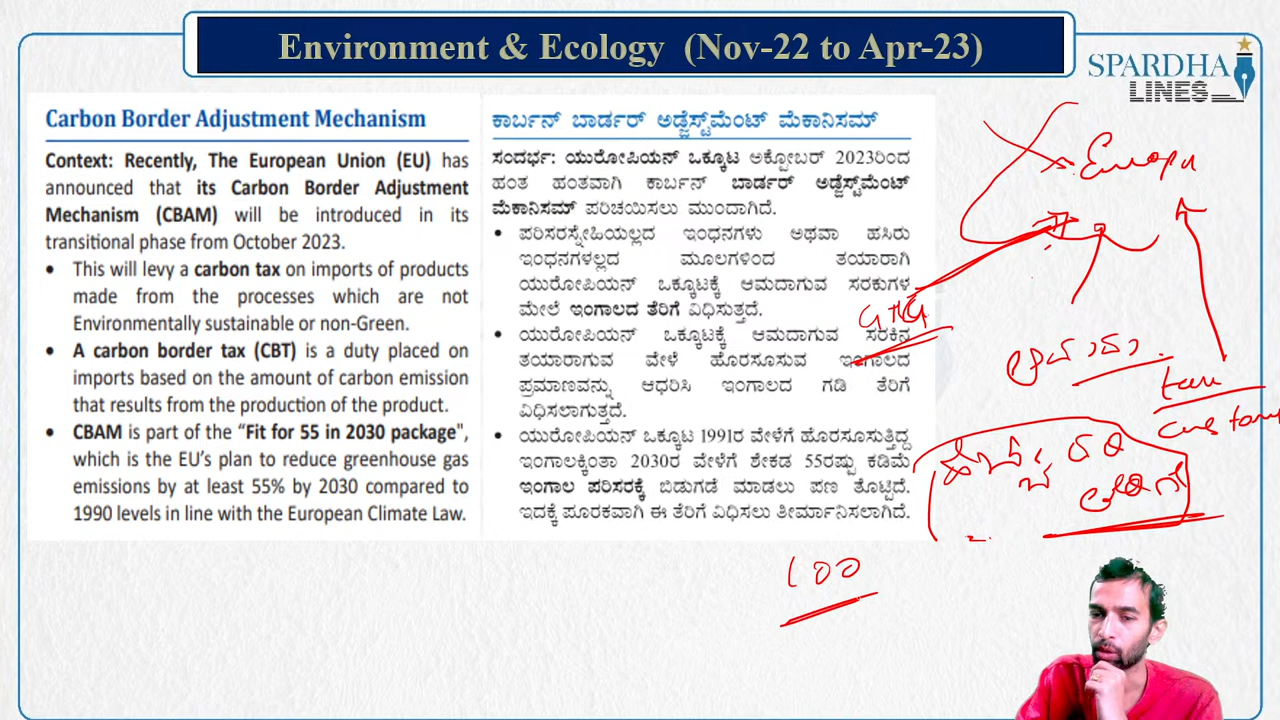 Environment & Ecology (Nov-22 to Apr-23)
SPARDHA
LINES
Carbon Border Adjustment Mechanism
Context: Recently, The European Union (EU) has
announced that its Carbon Border Adjustment
Mechanism (CBAM) will be introduced in its
transitional phase from October 2023.
• This will levy a carbon tax on imports of products
made from the processes which are not
Environmentally sustainable or non-Green.
• A carbon border tax (CBT) is a duty placed on
imports based on the amount of carbon emission
that results from the production of the product.
• CBAM is part of the “Fit for 55 in 2030 package",
which is the EU’s plan to reduce greenhouse gas
emissions by at least 55% by 2030 compared to
1990 levels in line with the European Climate Law.
ಕಾರ್ಬನ್ ಬಾರ್ಡರ್ ಅಡ್ಜೆಸ್ಟ್‌ಮೆಂಟ್ ಮೆಕಾನಿಸಮ್
ಸಂದರ್ಭ: ಯುರೋಪಿಯನ್ ಒಕ್ಕೂಟ ಅಕ್ಟೋಬರ್ 2023ರಿಂದ
ಹಂತ ಹಂತವಾಗಿ ಕಾರ್ಬನ್ ಬಾರ್ಡರ್ ಅಡ್ಜೆಸ್ಟ್‌ಮೆಂಟ್
ಮೆಕಾನಿಸಮ್ ಪರಿಚಯಿಸಲು ಮುಂದಾಗಿದೆ.
• ಪರಿಸರಸ್ನೇಹಿಯಲ್ಲದ ಇಂಧನಗಳು ಅಥವಾ ಹಸಿರು
ಇಂಧನಗಳಲ್ಲದ ಮೂಲಗಳಿಂದ ತಯಾರಾಗಿ
ಯುರೋಪಿಯನ್ ಒಕ್ಕೂಟಕ್ಕೆ ಆಮದಾಗುವ ಸರಕುಗಳ
ಮೇಲೆ ಇಂಗಾಲದ ತೆರಿಗೆ ವಿಧಿಸುತ್ತದೆ.
• ಯುರೋಪಿಯನ್ ಒಕ್ಕೂಟಕ್ಕೆ ಆಮದಾಗುವ ಸರಕಿನ
ತಯಾರಾಗುವ ವೇಳೆ ಹೊರಸೂಸುವ ಇಂಗಾಲದ
ಪ್ರಮಾಣವನ್ನು ಆಧರಿಸಿ ಇಂಗಾಲದ ಗಡಿ ತೆರಿಗೆ
ವಿಧಿಸಲಾಗುತ್ತದೆ.
• ಯುರೋಪಿಯನ್ ಒಕ್ಕೂಟ 1991ರ ವೇಳೆಗೆ ಹೊರಸೂಸುತ್ತಿದ್ದ
ಇಂಗಾಲಕ್ಕಿಂತಾ 2030ರ ವೇಳೆಗೆ ಶೇಕಡ 55ರಷ್ಟು ಕಡಿಮೆ
ಇಂಗಾಲ ಪರಿಸರಕ್ಕೆ ಬಿಡುಗಡೆ ಮಾಡಲು ಪಣ ತೊಟ್ಟಿದೆ.
ಇದಕ್ಕೆ ಪೂರಕವಾಗಿ ಈ ತೆರಿಗೆ ವಿಧಿಸಲು ತೀರ್ಮಾನಿಸಲಾಗಿದೆ.
GHG
100